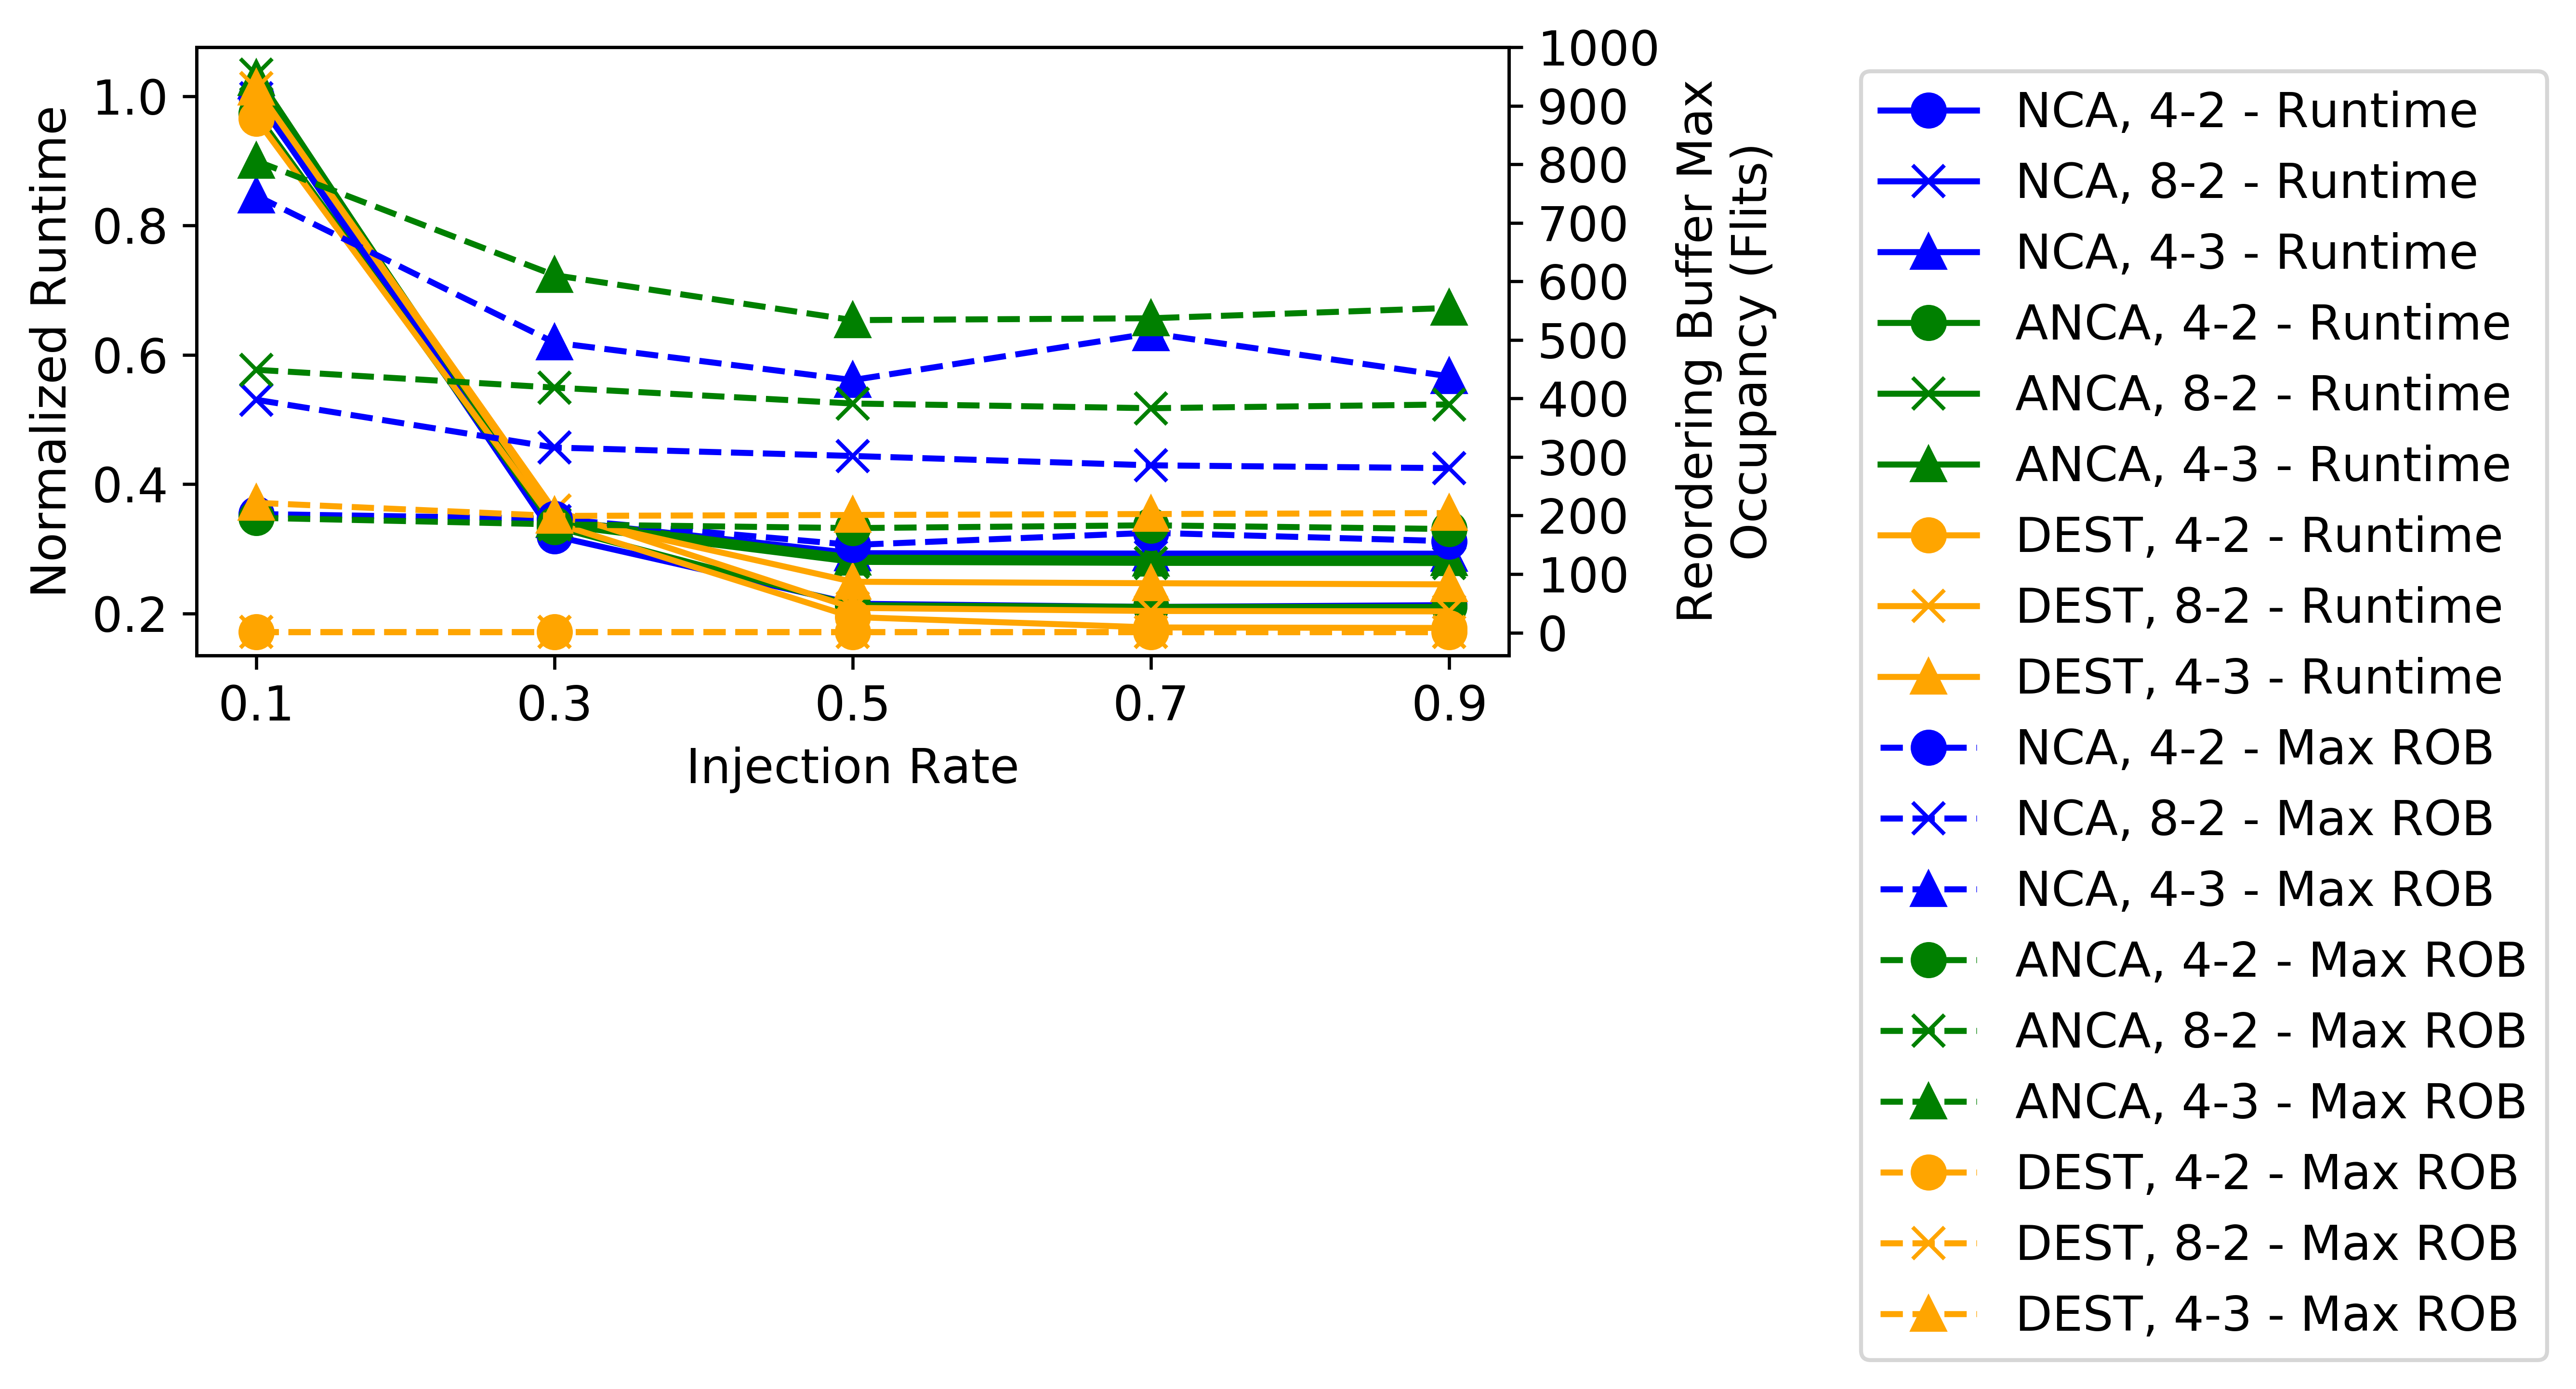 Normalized Runtime
1.0
0.8
0.6
0.4
0.2
0.1
0.3
0.5
0.7
0.9
Injection Rate
1000
900
800
700
600
500
400
300
200
100
0
Reordering Buffer Max
Occupancy (Flits)
NCA, 4-2 - Runtime
NCA, 8-2 - Runtime
NCA, 4-3 - Runtime
ANCA, 4-2 - Runtime
ANCA, 8-2 - Runtime
ANCA, 4-3 - Runtime
DEST, 4-2 - Runtime
DEST, 8-2 - Runtime
DEST, 4-3 - Runtime
NCA, 4-2 - Max ROB
NCA, 8-2 - Max ROB
NCA, 4-3 - Max ROB
ANCA, 4-2 - Max ROB
ANCA, 8-2 - Max ROB
ANCA, 4-3 - Max ROB
DEST, 4-2 - Max ROB
DEST, 8-2 - Max ROB
DEST, 4-3 - Max ROB